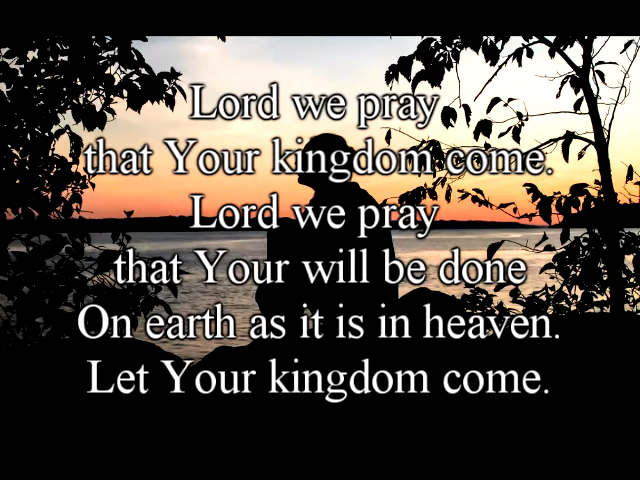 Lord we pray
that Your kingdom come.
Lord we pray
that Your will be done
On earth as it is in heaven.
Let Your kingdom come.